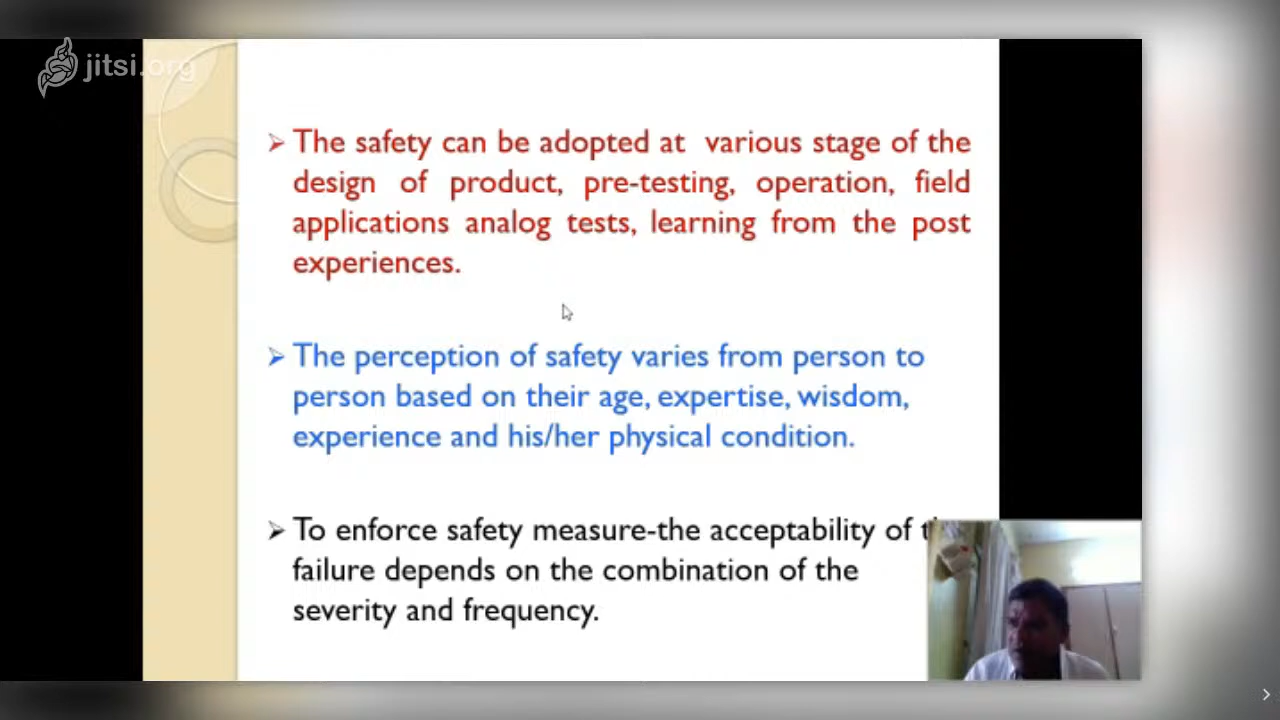 jitsi.org
The safety can be adopted at various stage of the
design of product, pre-testing, operation, field
applications analog tests, learning from the post
experiences.
The perception of safety varies from person to
person based on their age, expertise, wisdom,
experience and his/her physical condition.
To enforce safety measure-the acceptability of
failure depends on the combination of the
severity and frequency.